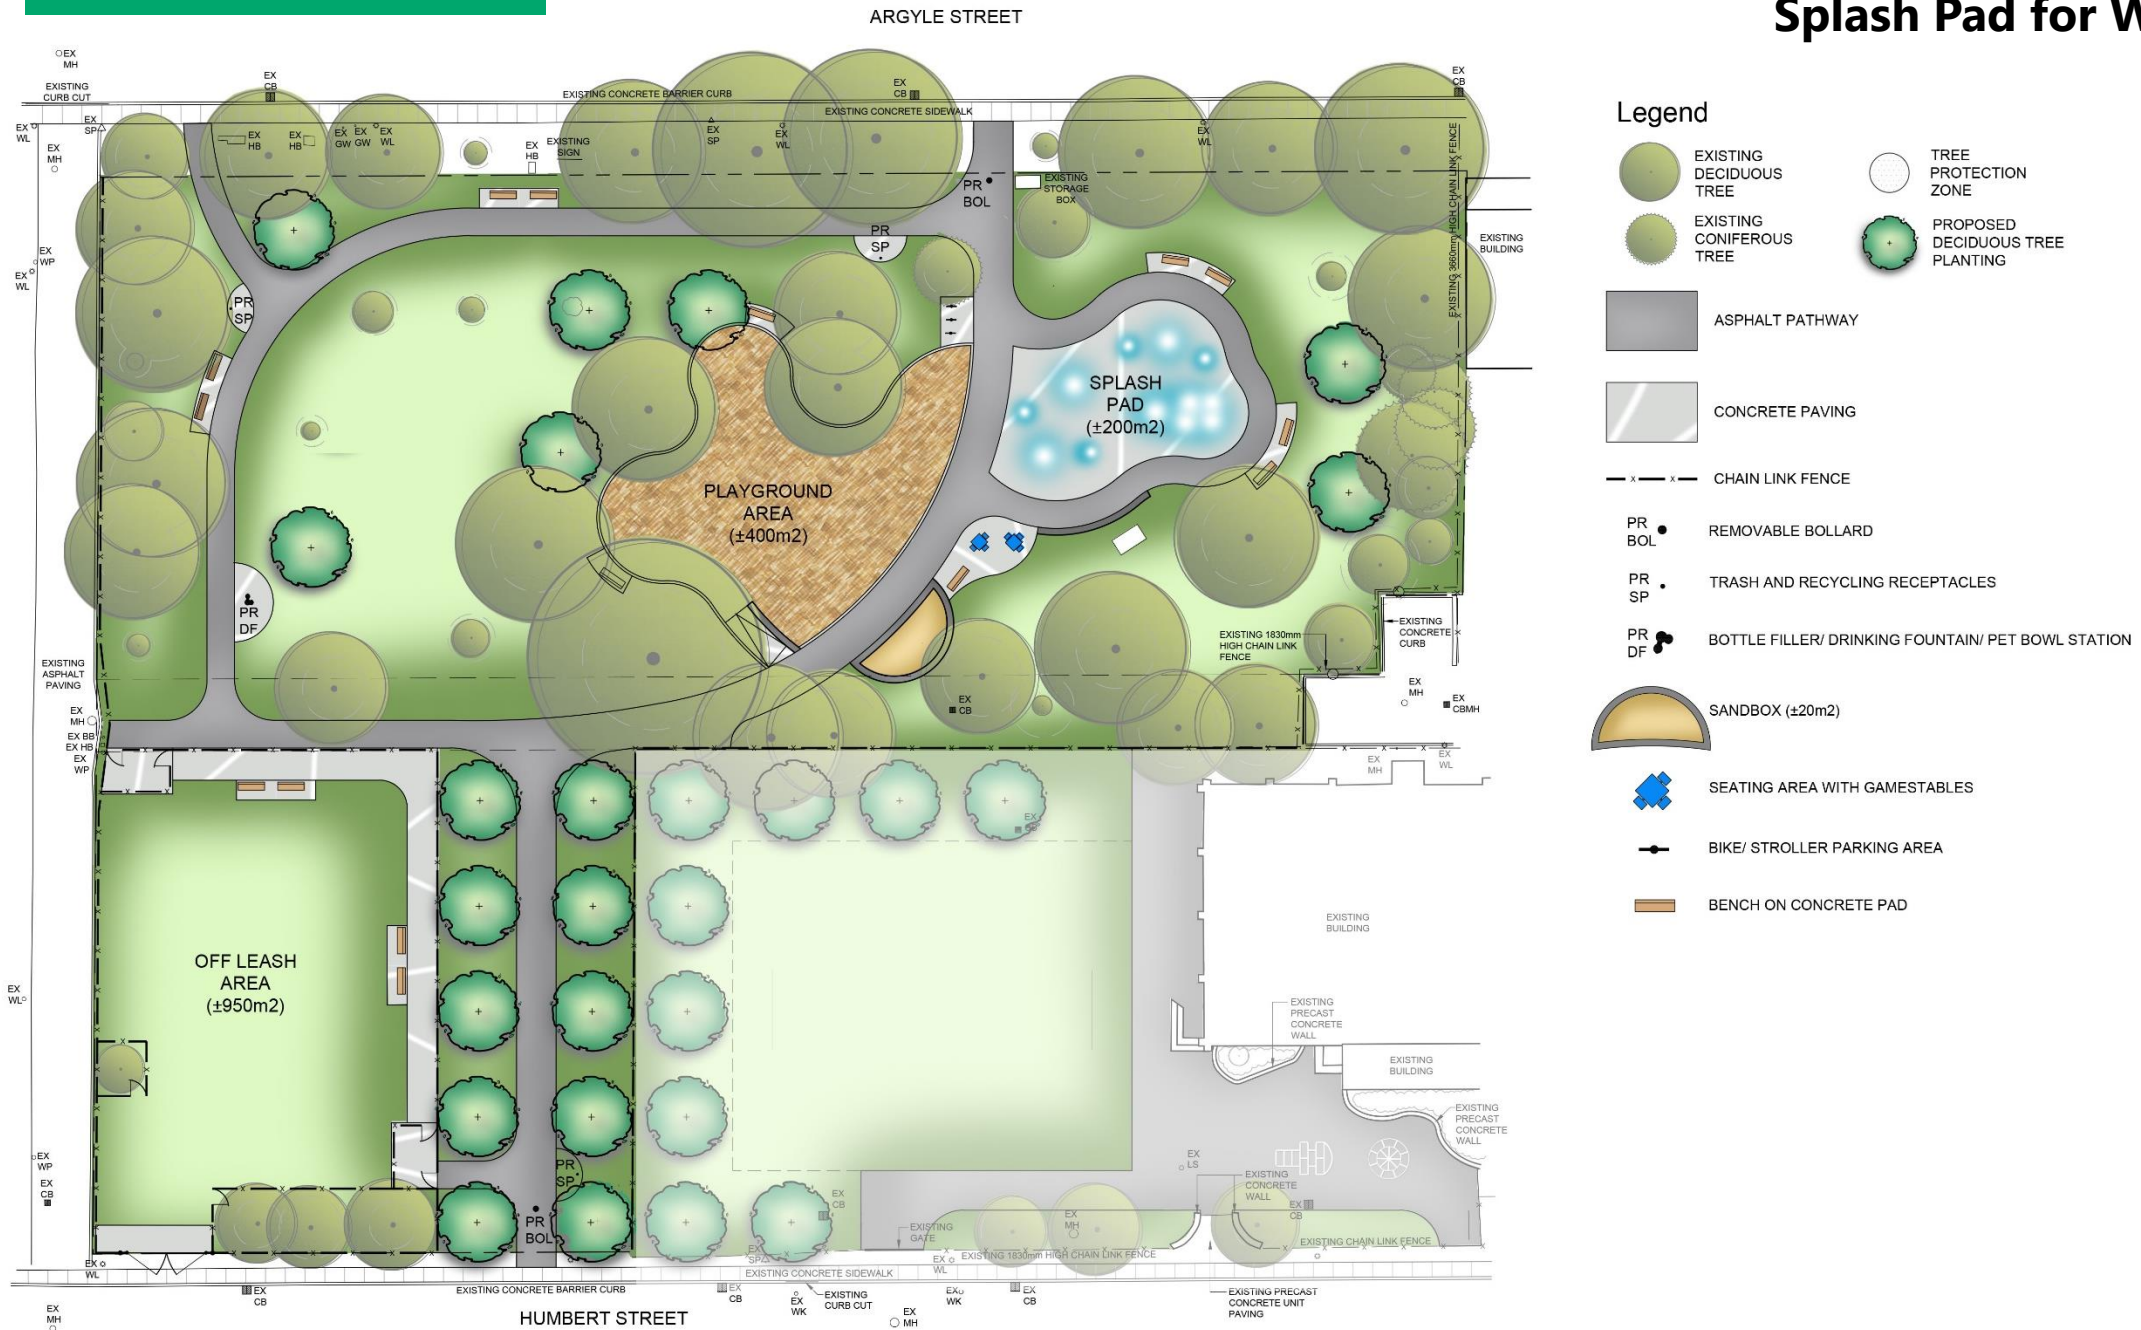 ARGYLE STREET
Splash Pad for W
EX
MH
EXISTING
CURB CUT
EX
CB
EXISTING CONCRETE BARRIER CURB
EX
CB
EXISTING CONCRETE SIDEWALK
EX
CB
EX
WL
EX
SP
EX
MH
EX
HB
EX
HB
EX
GW
EX
GW
EX
WL
EX
HB
EXISTING
SIGN
EX
SP
EX
WL
EX
WL
EXISTING 3660mm HIGH CHAIN LINK FENCE
PR
BOL
EXISTING
STORAGE
BOX
EXISTING
BUILDING
EX
WP
EX
WL
PR
SP
PR
SP
SPLASH
PAD
(±200m2)
PLAYGROUND
AREA
(±400m2)
PR
DF
EXISTING 1830mm
HIGH CHAIN LINK
FENCE
EXISTING
CONCRETE
CURB
EXISTING
ASPHALT
PAVING
EX
MH
EX BB
EX HB
EX
WP
EX
CB
EX
MH
EX
CBMH
EX
MH
EX
WL
OFF LEASH
AREA
(±950m2)
EX
WL
EXISTING
BUILDING
EXISTING
PRECAST
CONCRETE
WALL
EXISTING
BUILDING
EXISTING
PRECAST
CONCRETE
WALL
EX
WP
EX
CB
PR
SP
EX
LS
EXISTING
CONCRETE
WALL
EX
CB
EX
CB
EX
MH
PR
BOL
EXISTING
GATE
EX
SP
EXISTING 1830mm HIGH CHAIN LINK FENCE
EXISTING CHAIN LINK FENCE
EX
WL
EX
WL
EXISTING CONCRETE SIDEWALK
EX
CB
EXISTING CONCRETE BARRIER CURB
EX
CB
EX
WK
EXISTING
CURB CUT
EX
WK
EX
CB
EXISTING PRECAST
CONCRETE UNIT
PAVING
EX
MH
HUMBERT STREET
EX
MH
Legend
EXISTING
DECIDUOUS
TREE
TREE
PROTECTION
ZONE
EXISTING
CONIFEROUS
TREE
PROPOSED
DECIDUOUS TREE
PLANTING
ASPHALT PATHWAY
CONCRETE PAVING
CHAIN LINK FENCE
PR
BOL
REMOVABLE BOLLARD
PR
SP
TRASH AND RECYCLING RECEPTACLES
PR
DF
BOTTLE FILLER/ DRINKING FOUNTAIN/ PET BOWL STATION
SANDBOX (±20m2)
SEATING AREA WITH GAMESTABLES
BIKE/ STROLLER PARKING AREA
BENCH ON CONCRETE PAD